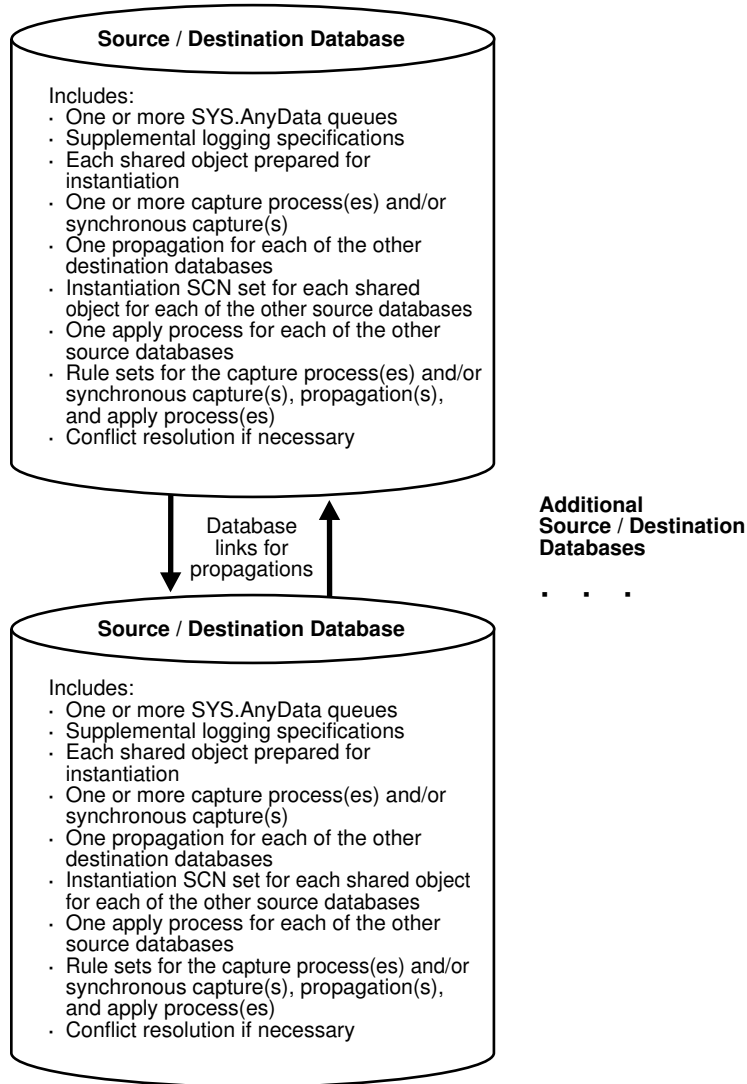 Source / Destination Database
Includes:
· One or more SYS.AnyData queues
· Supplemental logging specifications
· Each shared object prepared for
instantiation
· One or more capture process(es) and/or
synchronous capture(s)
· One propagation for each of the other
destination databases
· Instantiation SCN set for each shared
object for each of the other source databases
· One apply process for each of the other
source databases
· Rule sets for the capture process(es) and/or
synchronous capture(s), propagation(s),
and apply process(es)
· Conflict resolution if necessary
Database
links for
propagations
Additional
Source / Destination
Databases
. . .
Source / Destination Database
Includes:
· One or more SYS.AnyData queues
· Supplemental logging specifications
· Each shared object prepared for
instantiation
· One or more capture process(es) and/or
synchronous capture(s)
· One propagation for each of the other
destination databases
· Instantiation SCN set for each shared object
for each of the other source databases
· One apply process for each of the other
source databases
· Rule sets for the capture process(es) and/or
synchronous capture(s), propagation(s),
and apply process(es)
· Conflict resolution if necessary